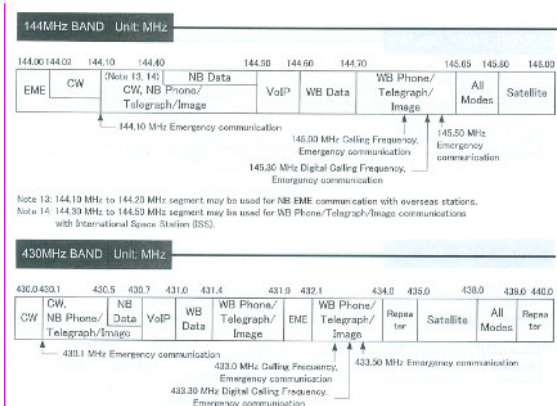 144MHz BAND Unit: MHz
144.00 144.02 144.10 144.40 144.50 144.60 144.70 145.65 145.80 146.00
EME
CW
(Note 13, 14)
NB Data
CW, NB Phone/
Telegraph/Image
VoIP
WB Data
WB Phone/
Telegraph/
Image
All
Modes
Satellite
144.10 MHz Emergency communication
145.00 MHz Calling Frequency,
Emergency communication
145.30 MHz Digital Calling Frequency,
Emergency communication
145.50 MHz
Emergency
communication
Note 13: 144.10 MHz to 144.20 MHz segment may be used for NB EME communication with overseas stations.
Note 14: 144.30 MHz to 144.50 MHz segment may be used for WB Phone/Telegraph/Image communications
with International Space Station (ISS).
430MHz BAND Unit: MHz
430.0 430.1 430.5 430.7 431.0 431.4 431.9 432.1 434.0 435.0 438.0 439.0 440.0
CW
CW,
NB Phone/
Telegraph/Image
NB
Data
VoIP
WB
Data
WB Phone/
Telegraph/
Image
EME
WB Phone/
Telegraph/
Image
Repea
ter
Satellite
All
Modes
Repea
ter
430.1 MHz Emergency communication
433.0 MHz Calling Frequency,
Emergency communication
433.30 MHz Digital Calling Frequency,
Emergency communication
433.50 MHz Emergency communication